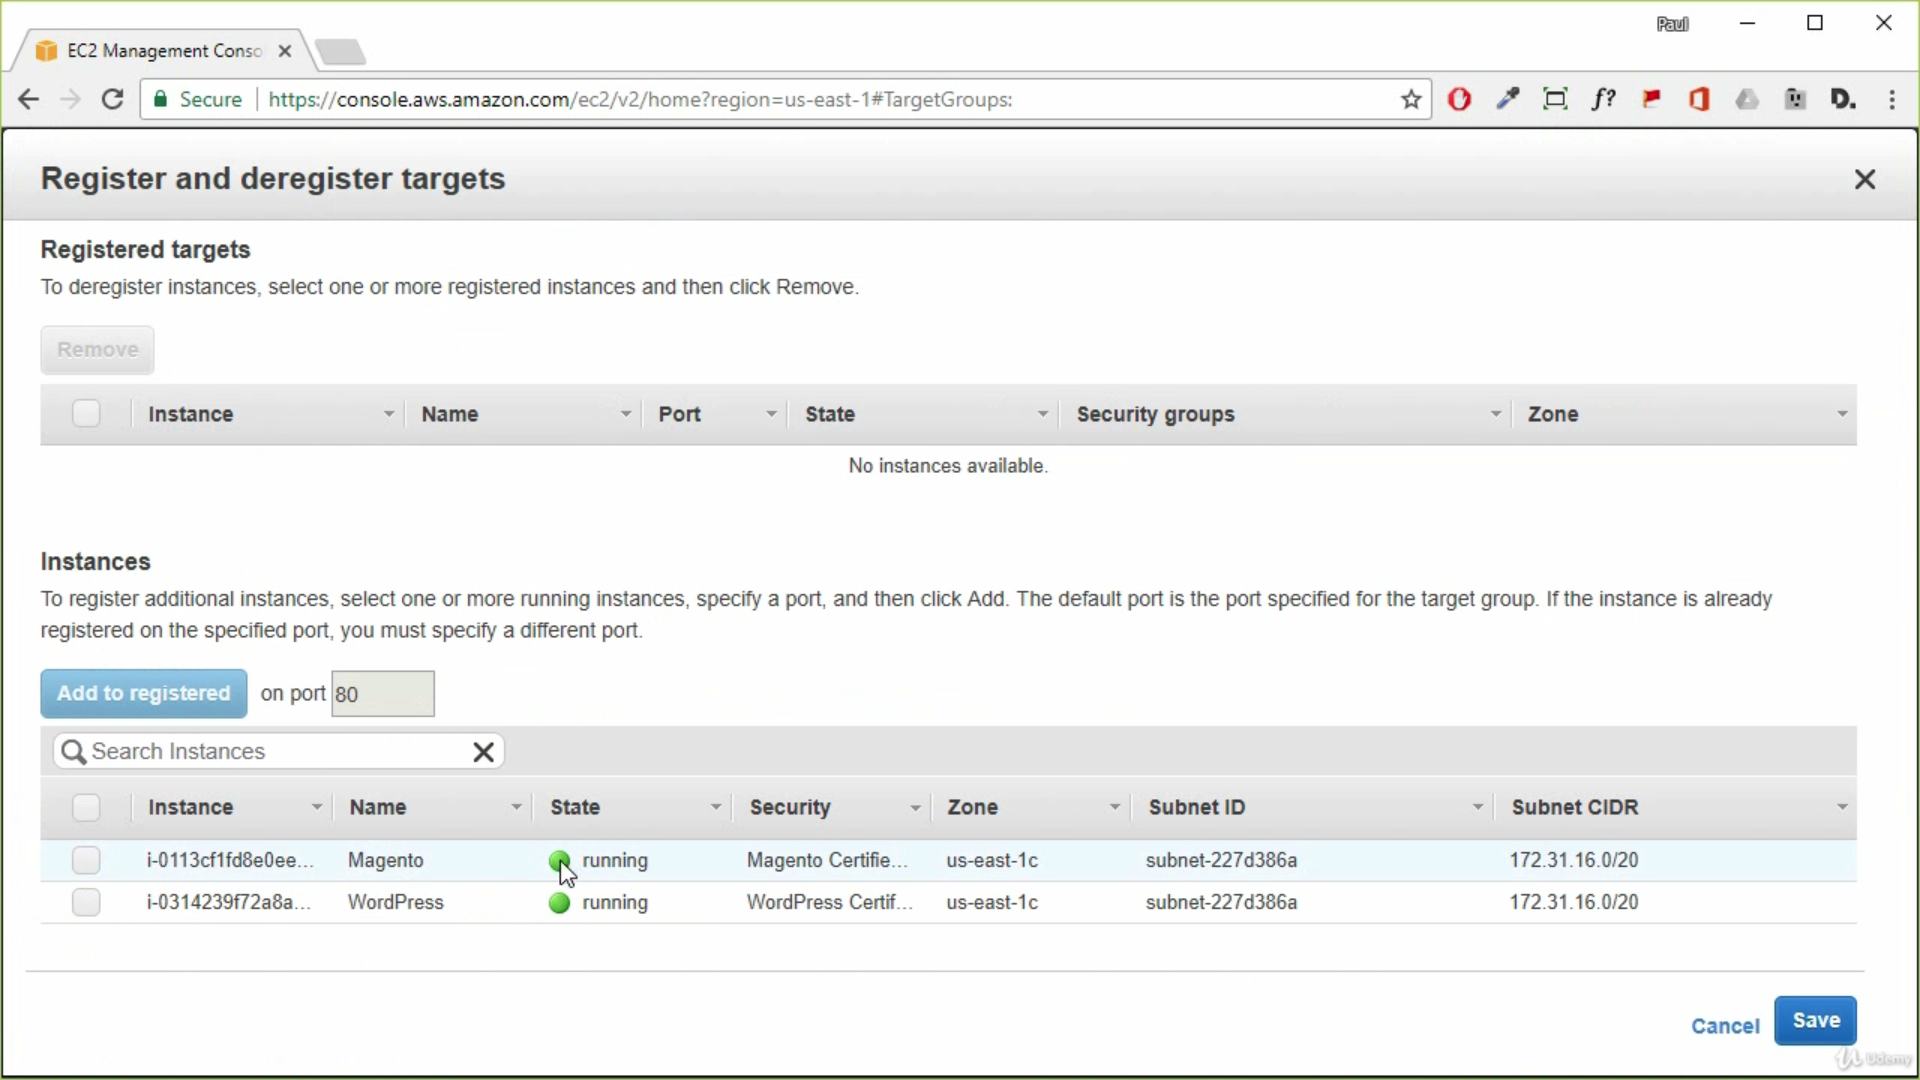 Paul
EC2 Management Conso
Secure https://console.aws.amazon.com/ec2/v2/home?region=us-east-1#TargetGroups:
f?
D.
Register and deregister targets
Registered targets
To deregister instances, select one or more registered instances and then click Remove.
Remove
Instance Name Port State Security groups Zone
No instances available.
Instances
To register additional instances, select one or more running instances, specify a port, and then click Add. The default port is the port specified for the target group. If the instance is already
registered on the specified port, you must specify a different port.
Add to registered on port 80
Search Instances
Instance Name State Security Zone Subnet ID Subnet CIDR
i-0113cf1fd8e0ee... Magento running Magento Certifie... us-east-1c subnet-227d386a 172.31.16.0/20
i-0314239f72a8a... WordPress running WordPress Certif... us-east-1c subnet-227d386a 172.31.16.0/20
Cancel Save
Udemy